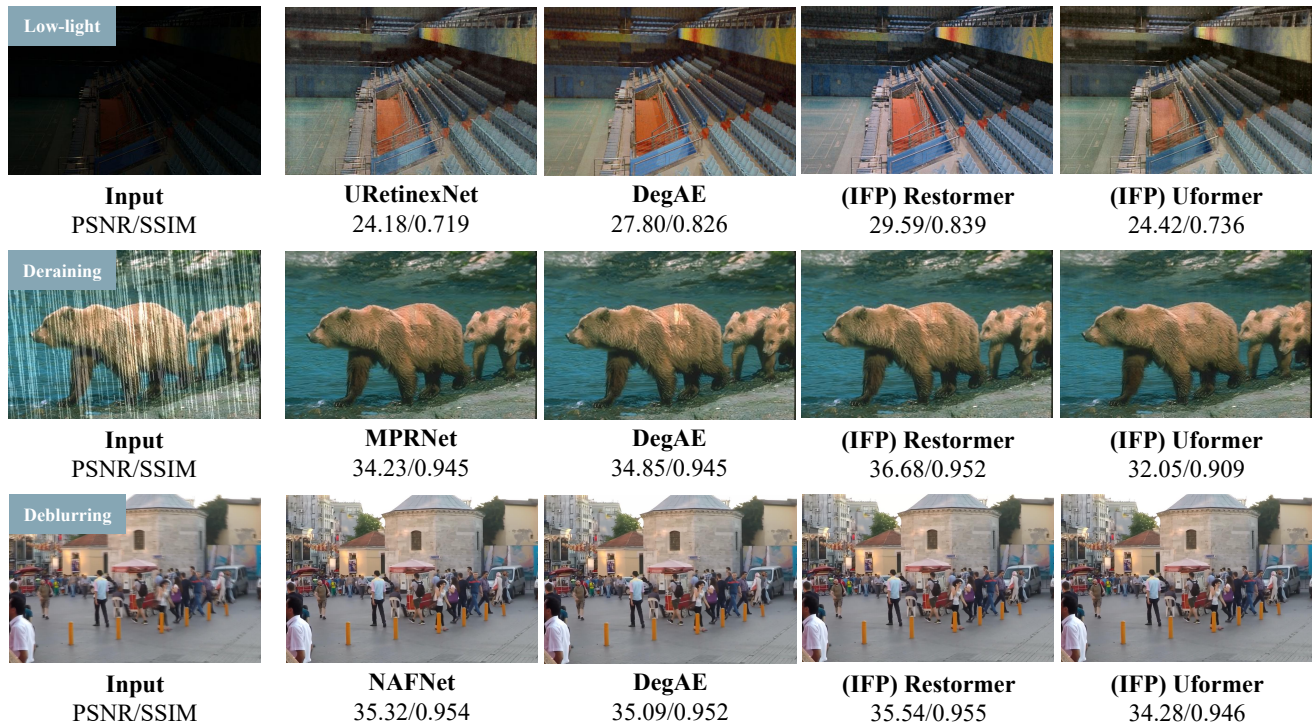 Low-light
Input
PSNR/SSIM
URetinexNet
24.18/0.719
DegAE
27.80/0.826
(IFP) Restormer
29.59/0.839
(IFP) Uformer
24.42/0.736
Deraining
Input
PSNR/SSIM
MPRNet
34.23/0.945
DegAE
34.85/0.945
(IFP) Restormer
36.68/0.952
(IFP) Uformer
32.05/0.909
Deblurring
Input
PSNR/SSIM
NAFNet
35.32/0.954
DegAE
35.09/0.952
(IFP) Restormer
35.54/0.955
(IFP) Uformer
34.28/0.946